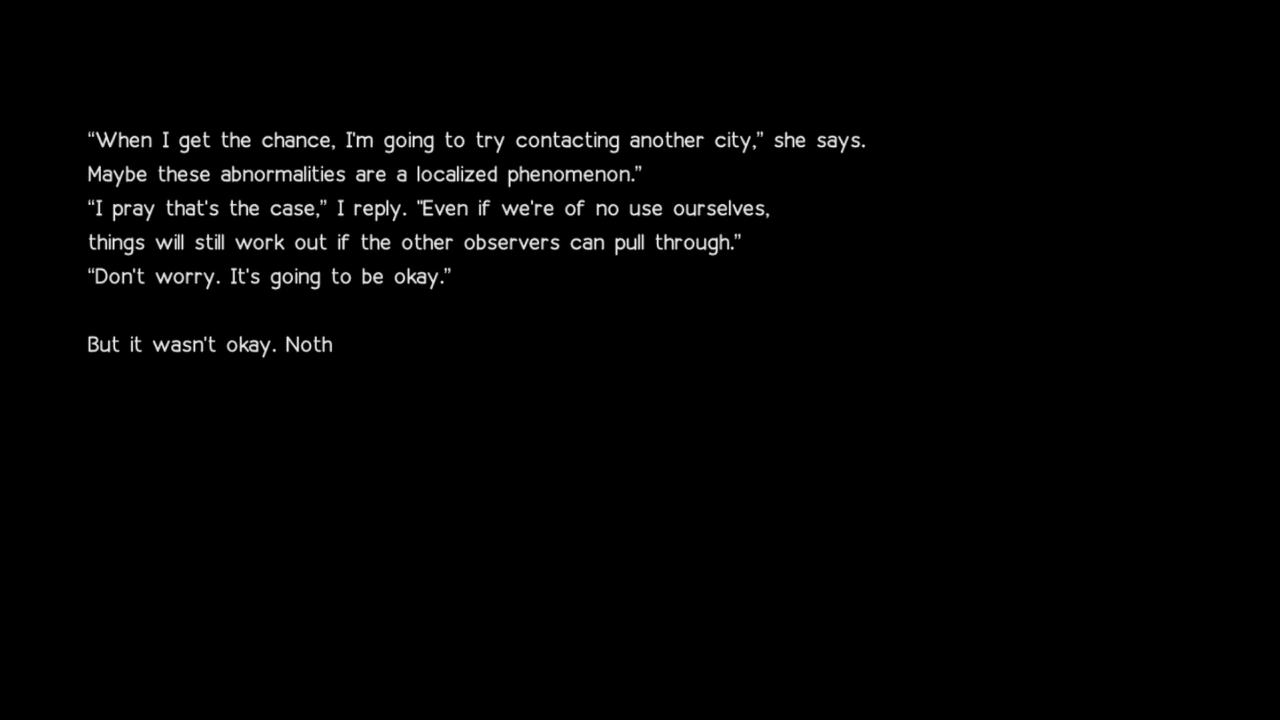 “When I get the chance, I'm going to try contacting another city,” she says.
Maybe these abnormalities are a localized phenomenon.”
“I pray that's the case,” I reply. "Even if we're of no use ourselves,
things will still work out if the other observers can pull through.”
“Don't worry. It's going to be okay.”
But it wasn't okay. Noth